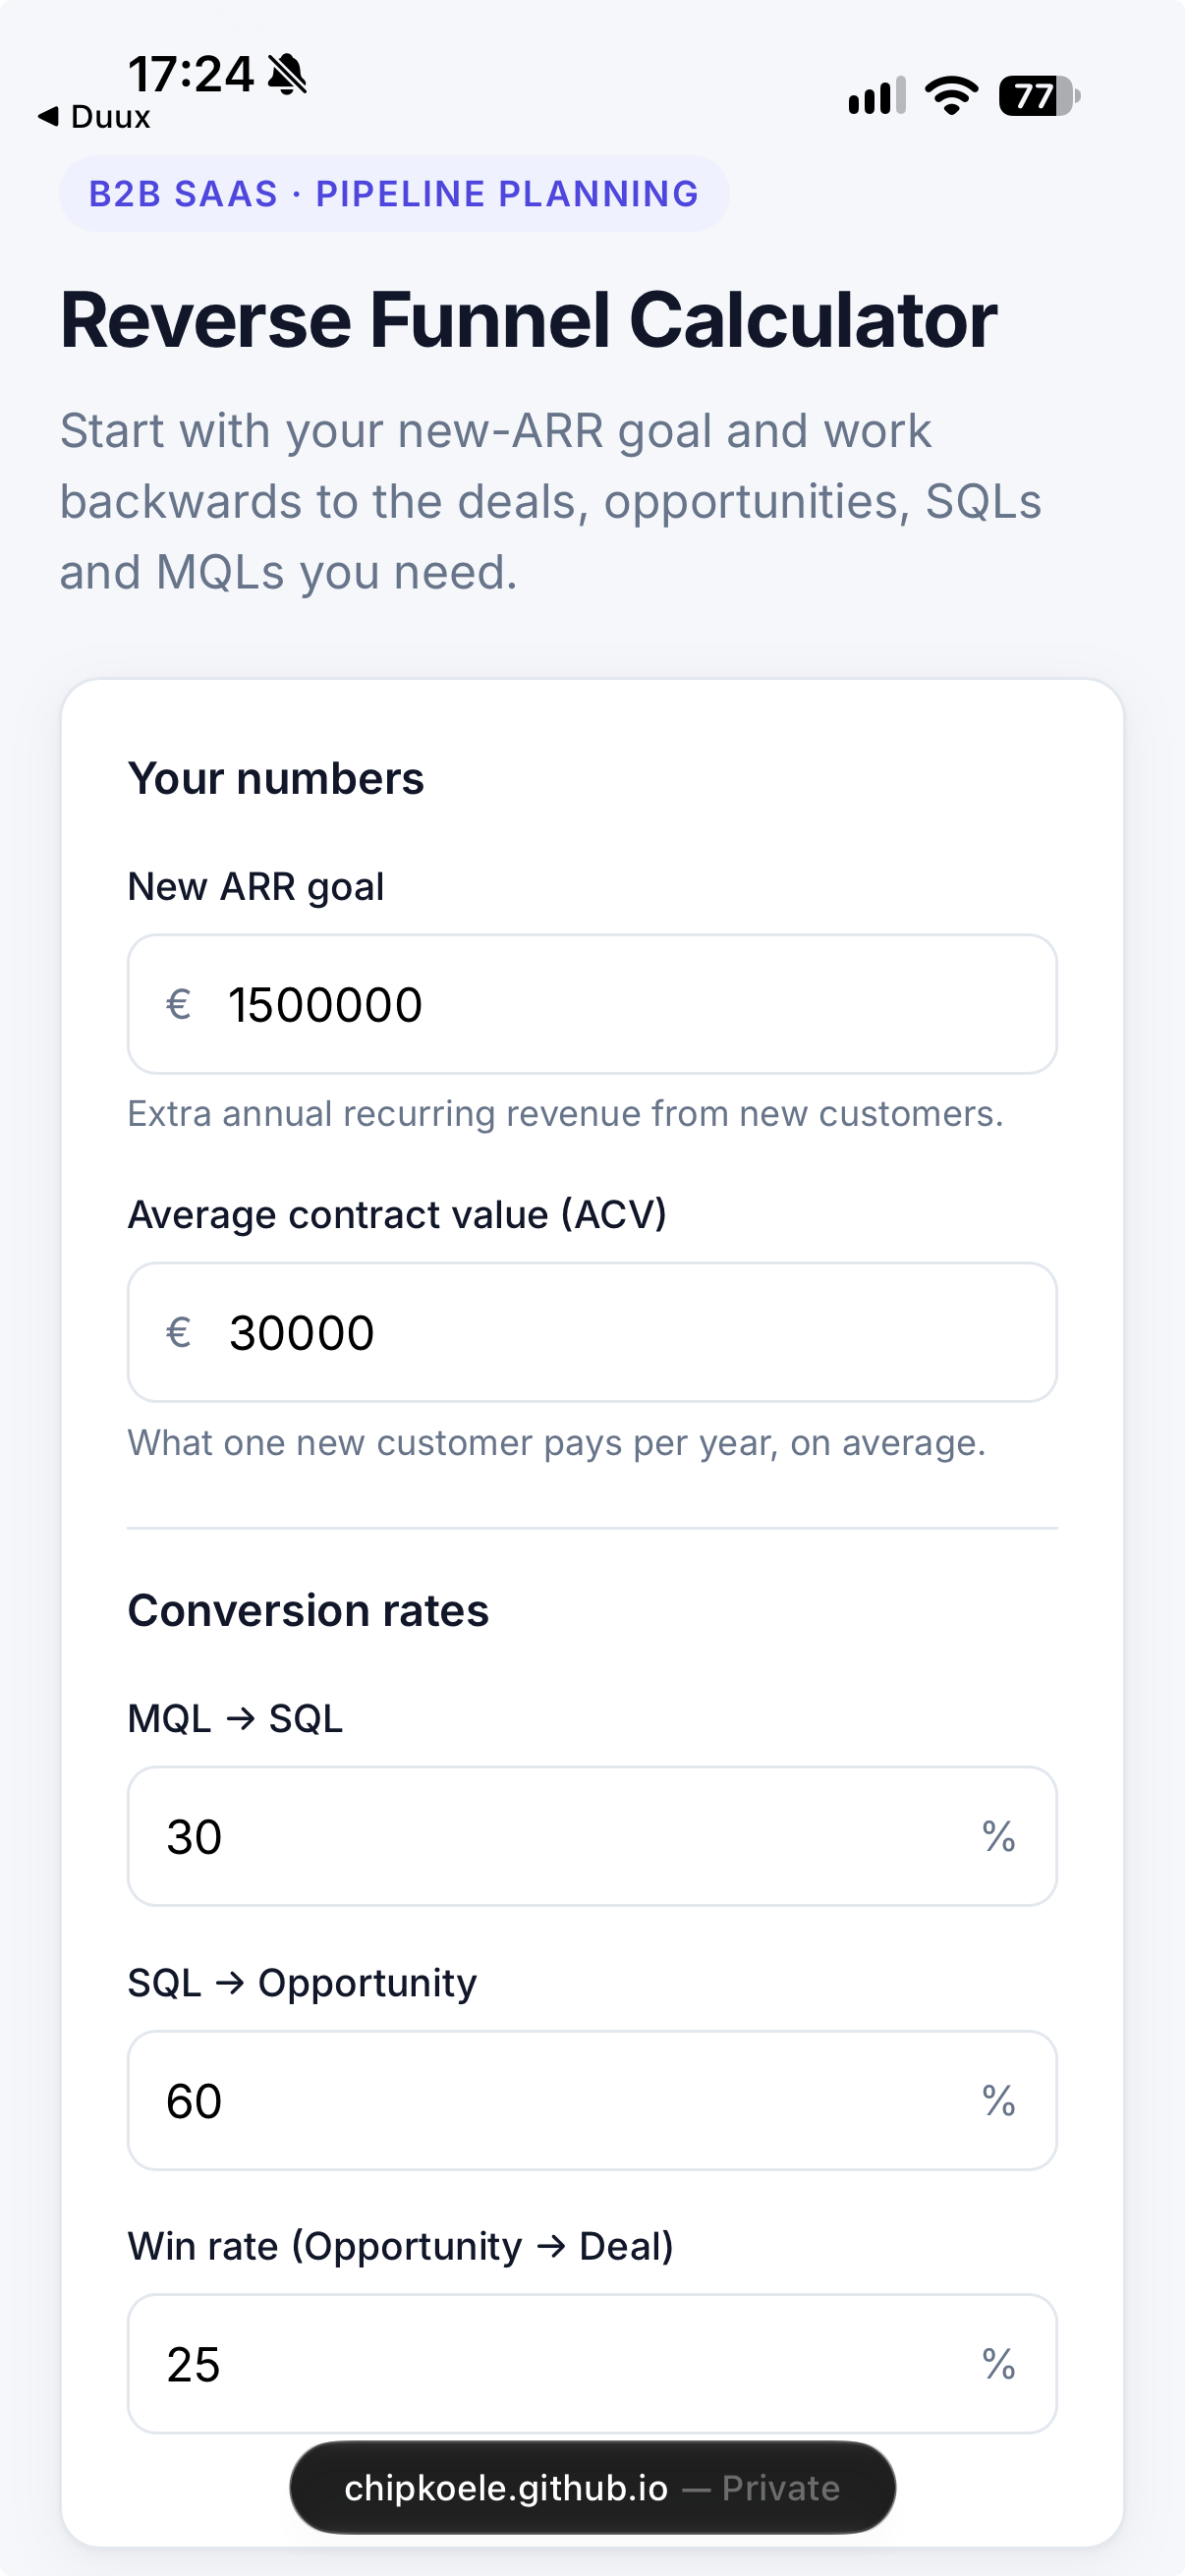 17:24
◀ Duux
77
B2B SAAS · PIPELINE PLANNING
Reverse Funnel Calculator
Start with your new-ARR goal and work
backwards to the deals, opportunities, SQLs
and MQLs you need.
Your numbers
New ARR goal
€ 1500000
Extra annual recurring revenue from new customers.
Average contract value (ACV)
€ 30000
What one new customer pays per year, on average.
Conversion rates
MQL → SQL
30 %
SQL → Opportunity
60 %
Win rate (Opportunity → Deal)
25 %
chipkoele.github.io — Private